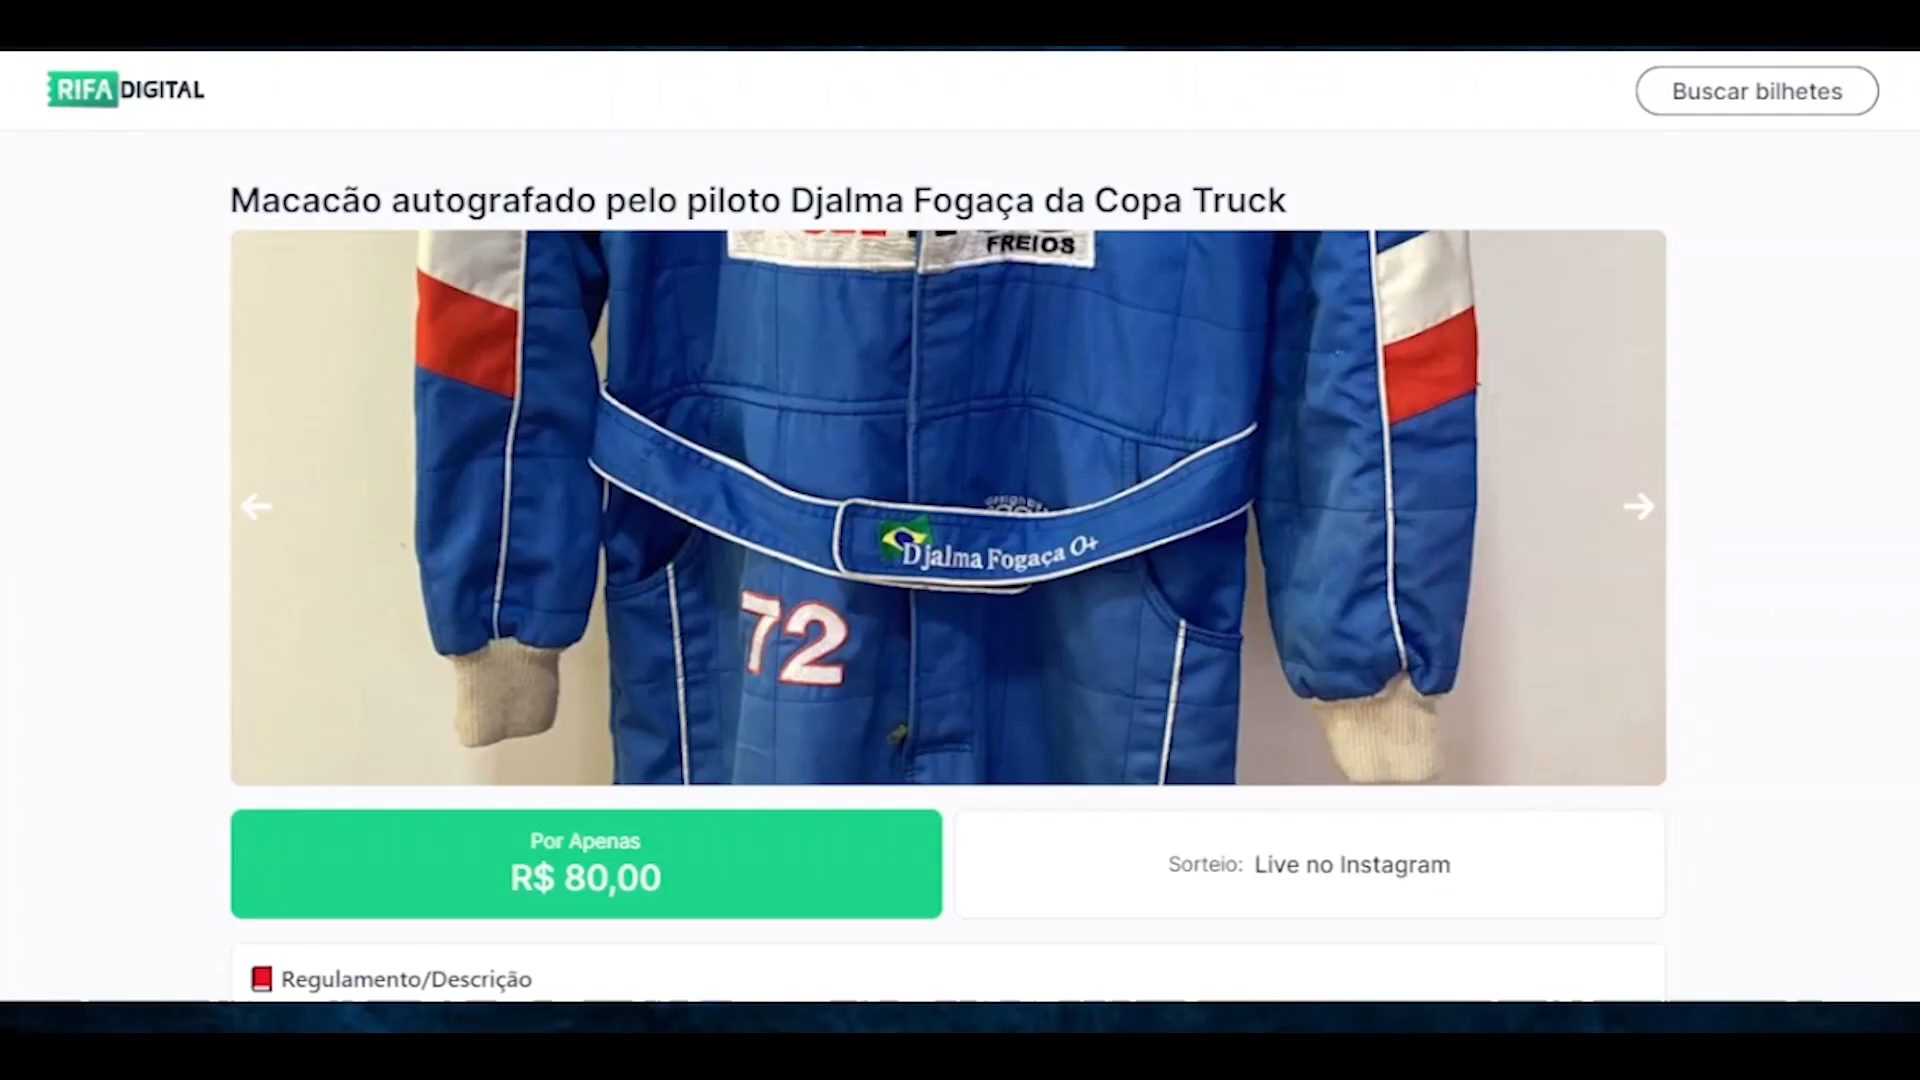 RIFA DIGITAL
Buscar bilhetes
Macacão autografado pelo piloto Djalma Fogaça da Copa Truck
FREIOS
Djalma Fogaça O+
72
Por Apenas
R$ 80,00
Sorteio: Live no Instagram
Regulamento/Descrição